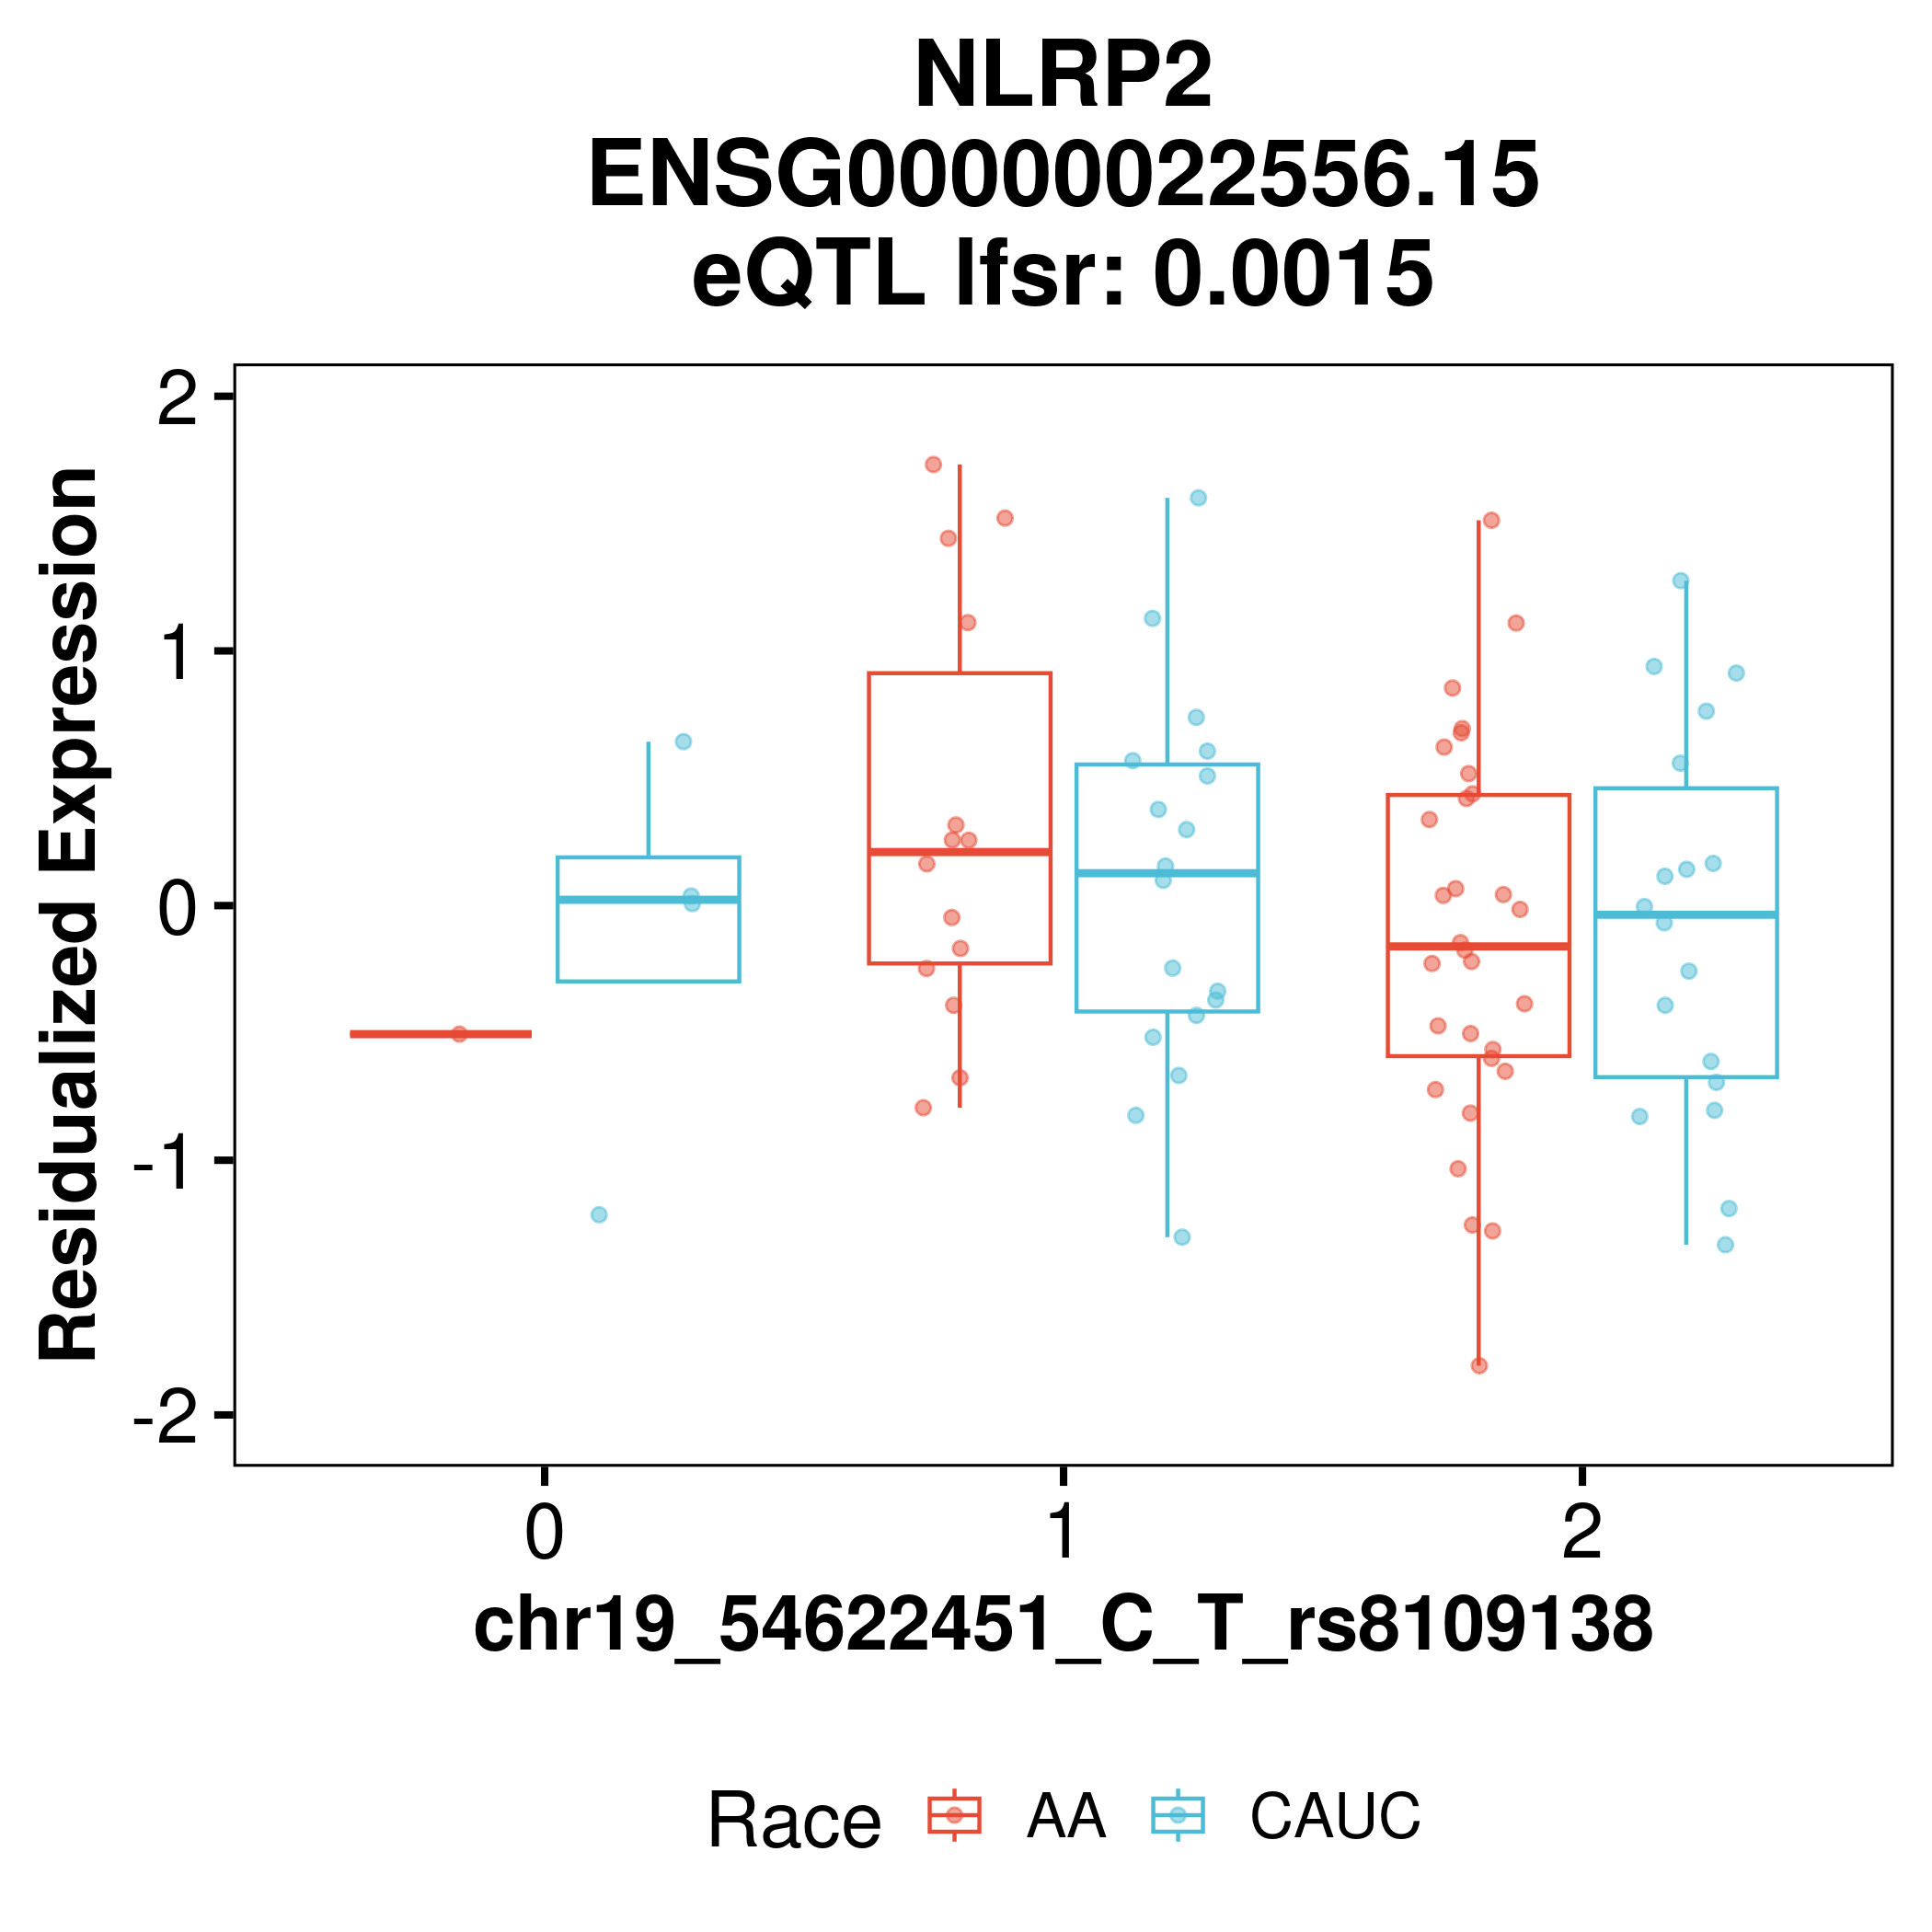 NLRP2
ENSG00000022556.15
eQTL lfsr: 0.0015
Residualized Expression
2
1
0
-1
-2
0 1 2
chr19_54622451_C_T_rs8109138
Race AA CAUC